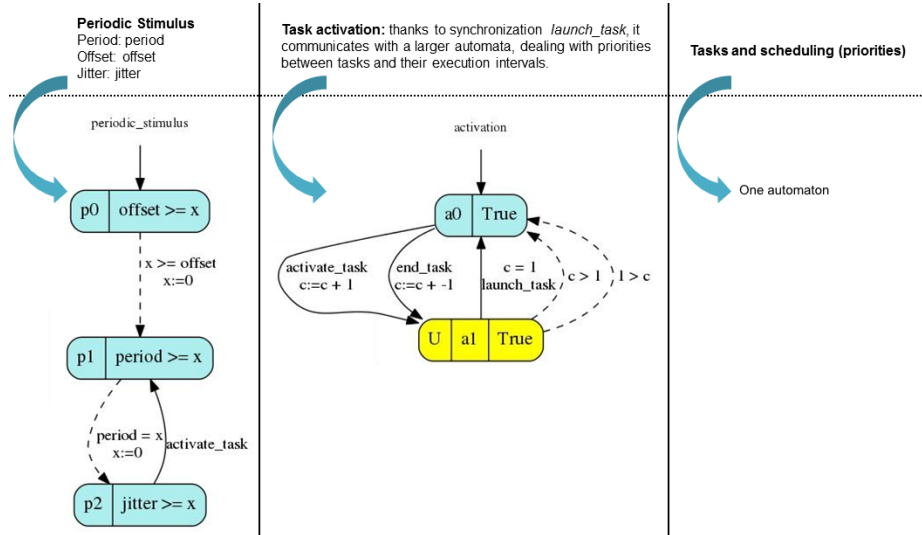 Periodic Stimulus
Period: period
Offset: offset
Jitter: jitter
periodic_stimulus
p0 offset >= x
x >= offset
x:=0
p1 period >= x
period = x
x:=0
activate_task
p2 jitter >= x
Task activation: thanks to synchronization launch_task, it
communicates with a larger automata, dealing with priorities
between tasks and their execution intervals.
activation
a0 True
activate_task
c:=c + 1
end_task
c:=c + -1
c = 1
launch_task
c > 1
1 > c
U a1 True
Tasks and scheduling (priorities)
One automaton